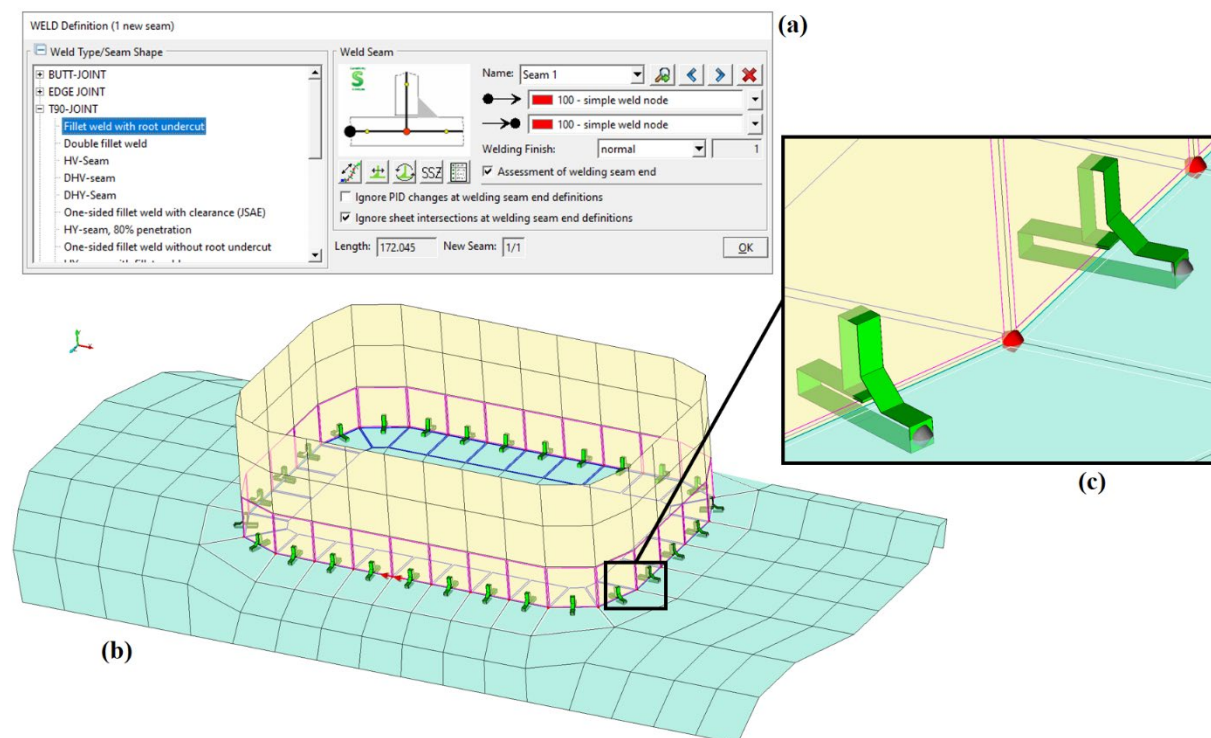 (a)
WELD Definition (1 new seam)
Weld Type/Seam Shape
BUTT-JOINT
EDGE JOINT
T90-JOINT
Fillet weld with root undercut
Double fillet weld
HV-Seam
DHV-seam
DHY-Seam
One-sided fillet weld with clearance (JSAE)
HY-seam, 80% penetration
One-sided fillet weld without root undercut
Weld Seam
S
Name: Seam 1
100 - simple weld node
100 - simple weld node
Welding Finish: normal 1
SSZ
Assessment of welding seam end
Ignore PID changes at welding seam end definitions
Ignore sheet intersections at welding seam end definitions
Length: 172.045 New Seam: 1/1 OK
(c)
(b)